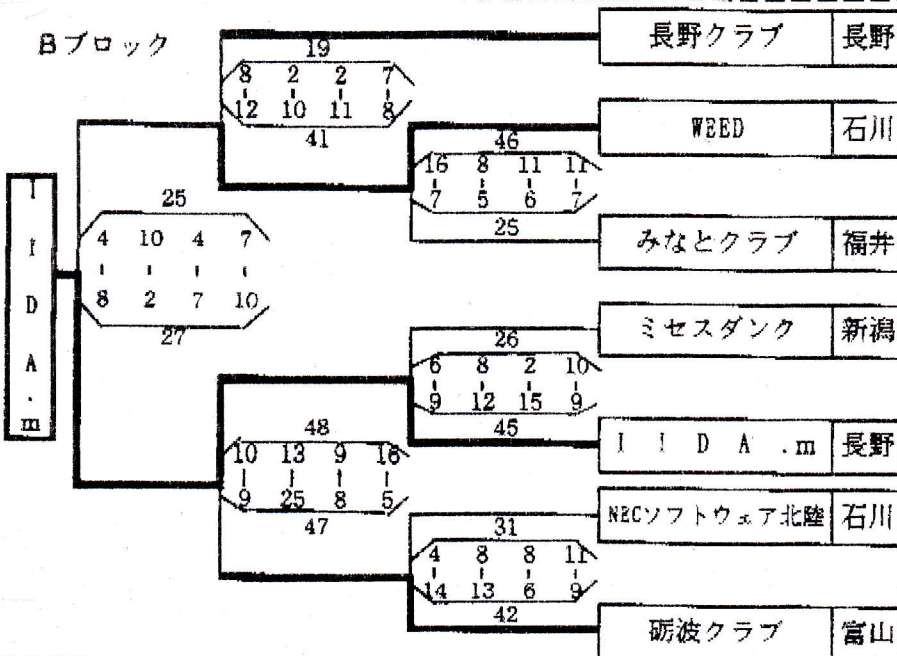 Bブロック
長野クラブ 長野
19
8 2 2 7
12 10 11 8
41
WEED 石川
46
16 8 11 11
7 5 6 7
25
みなとクラブ 福井
25
4 10 4 7
8 2 7 10
27
IIDA.m
ミセスダンク 新潟
26
6 8 2 10
9 12 15 9
45
IIDA.m 長野
48
10 13 9 16
9 25 8 5
47
NECソフトウェア北陸 石川
31
4 8 8 11
14 13 6 9
42
砺波クラブ 富山